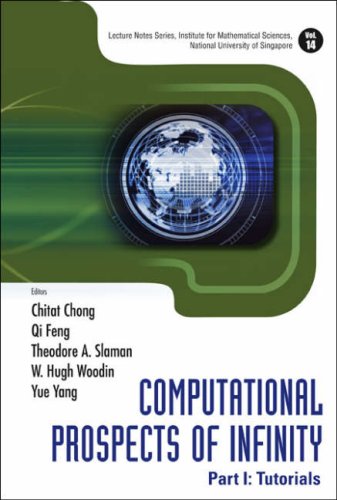 Lecture Notes Series, Institute for Mathematical Sciences,
National University of Singapore
Vol.
14
Editors
Chitat Chong
Qi Feng
Theodore A. Slaman
W. Hugh Woodin
Yue Yang
COMPUTATIONAL
PROSPECTS OF INFINITY
Part I: Tutorials